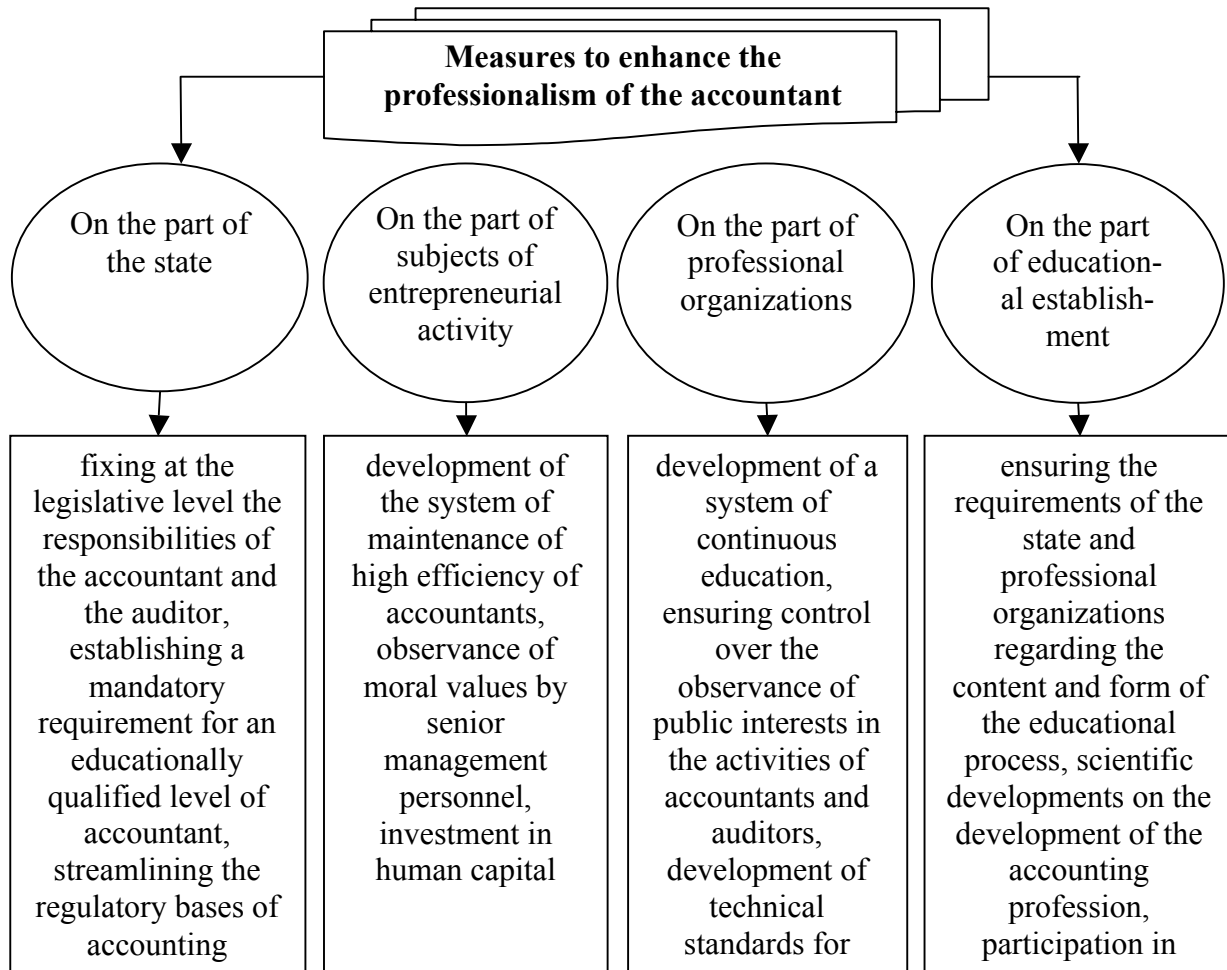 Measures to enhance the
professionalism of the accountant
On the part of
the state
On the part of
subjects of
entrepreneurial
activity
On the part of
professional
organizations
On the part
of education-
al establish-
ment
fixing at the
legislative level the
responsibilities of
the accountant and
the auditor,
establishing a
mandatory
requirement for an
educationally
qualified level of
accountant,
streamlining the
regulatory bases of
accounting
development of
the system of
maintenance of
high efficiency of
accountants,
observance of
moral values by
senior
management
personnel,
investment in
human capital
development of a
system of
continuous
education,
ensuring control
over the
observance of
public interests in
the activities of
accountants and
auditors,
development of
technical
standards for
ensuring the
requirements of the
state and
professional
organizations
regarding the
content and form of
the educational
process, scientific
developments on the
development of the
accounting
profession,
participation in